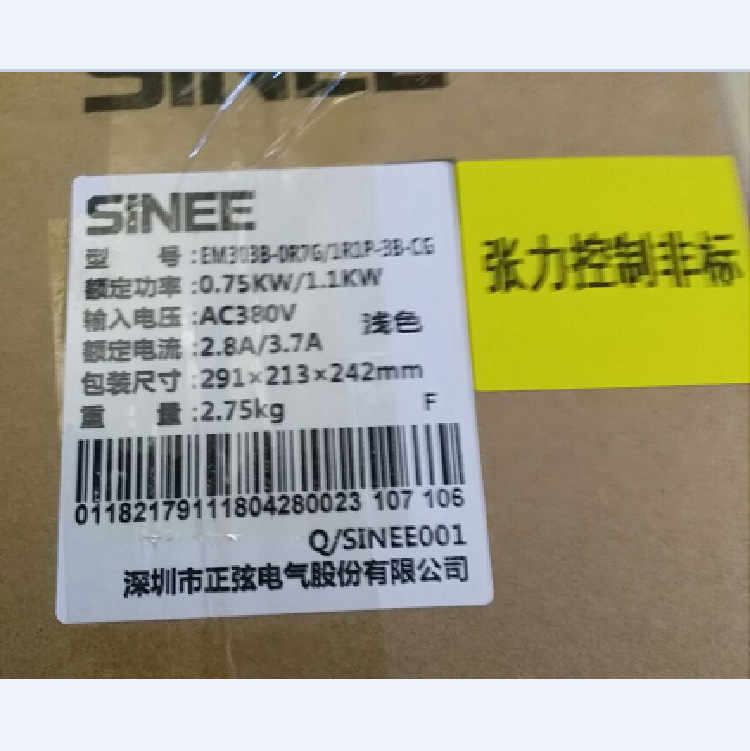 SINEE
SINEE
型 号:EM303B-0R7G/1R1P-3B-CG
额定功率:0.75KW/1.1KW
输入电压:AC380V
浅色
额定电流:2.8A/3.7A
包装尺寸:291×213×242mm
重 量:2.75kg F
01182179111804280023 107 106
Q/SINEE001
深圳市正弦电气股份有限公司
张力控制非标